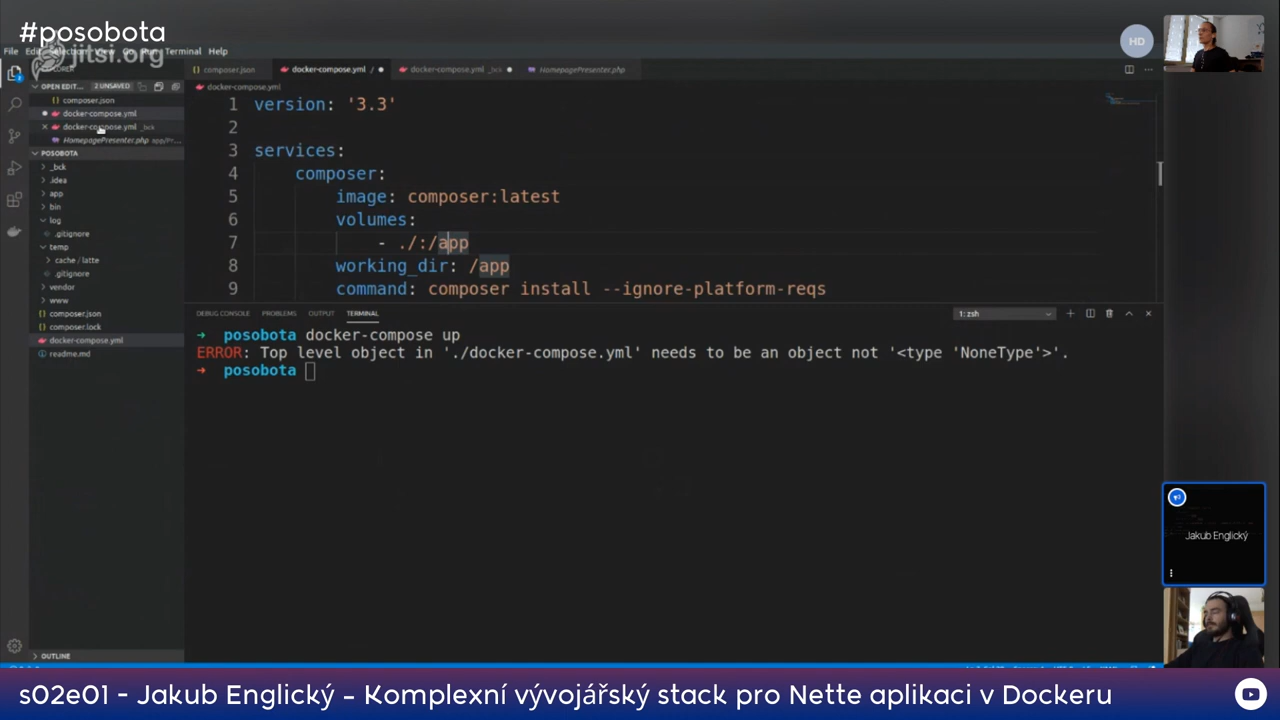 #posobota
jitsi.org
HD
File Edit Selection View Go Run Terminal Help
OPEN EDIT... 2 UNSAVED
composer.json
docker-compose.yml
docker-compose.yml _bck
HomepagePresenter.php app/Pr...
POSOBOTA
_bck
.idea
app
bin
log
.gitignore
temp
cache / latte
.gitignore
vendor
www
composer.json
composer.lock
docker-compose.yml
readme.md
OUTLINE
composer.json docker-compose.yml / docker-compose.yml _bck HomepagePresenter.php
docker-compose.yml
1 version: '3.3'
2
3 services:
4 composer:
5 image: composer:latest
6 volumes:
7 - ./:/app
8 working_dir: /app
9 command: composer install --ignore-platform-reqs
DEBUG CONSOLE PROBLEMS OUTPUT TERMINAL 1: zsh
→ posobota docker-compose up
ERROR: Top level object in './docker-compose.yml' needs to be an object not '<type 'NoneType'>'.
→ posobota
Jakub Englický
s02e01 - Jakub Englický - Komplexní vývojářský stack pro Nette aplikaci v Dockeru